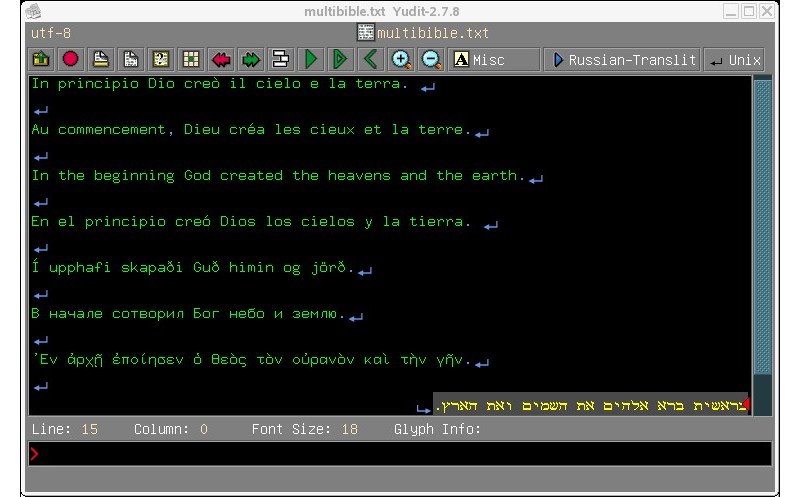 multibible.txt Yudit-2.7.8
utf-8 multibible.txt
Misc Russian-Translit Unix
In principio Dio creò il cielo e la terra.
Au commencement, Dieu créa les cieux et la terre.
In the beginning God created the heavens and the earth.
En el principio creó Dios los cielos y la tierra.
Í upphafi skapaði Guð himin og jörð.
В начале сотворил Бог небо и землю.
Ἐν ἀρχῇ ἐποίησεν ὁ Θεὸς τὸν οὐρανὸν καὶ τὴν γῆν.
בראשית ברא אלהים את השמים ואת הארץ.
Line: 15 Column: 0 Font Size: 18 Glyph Info: